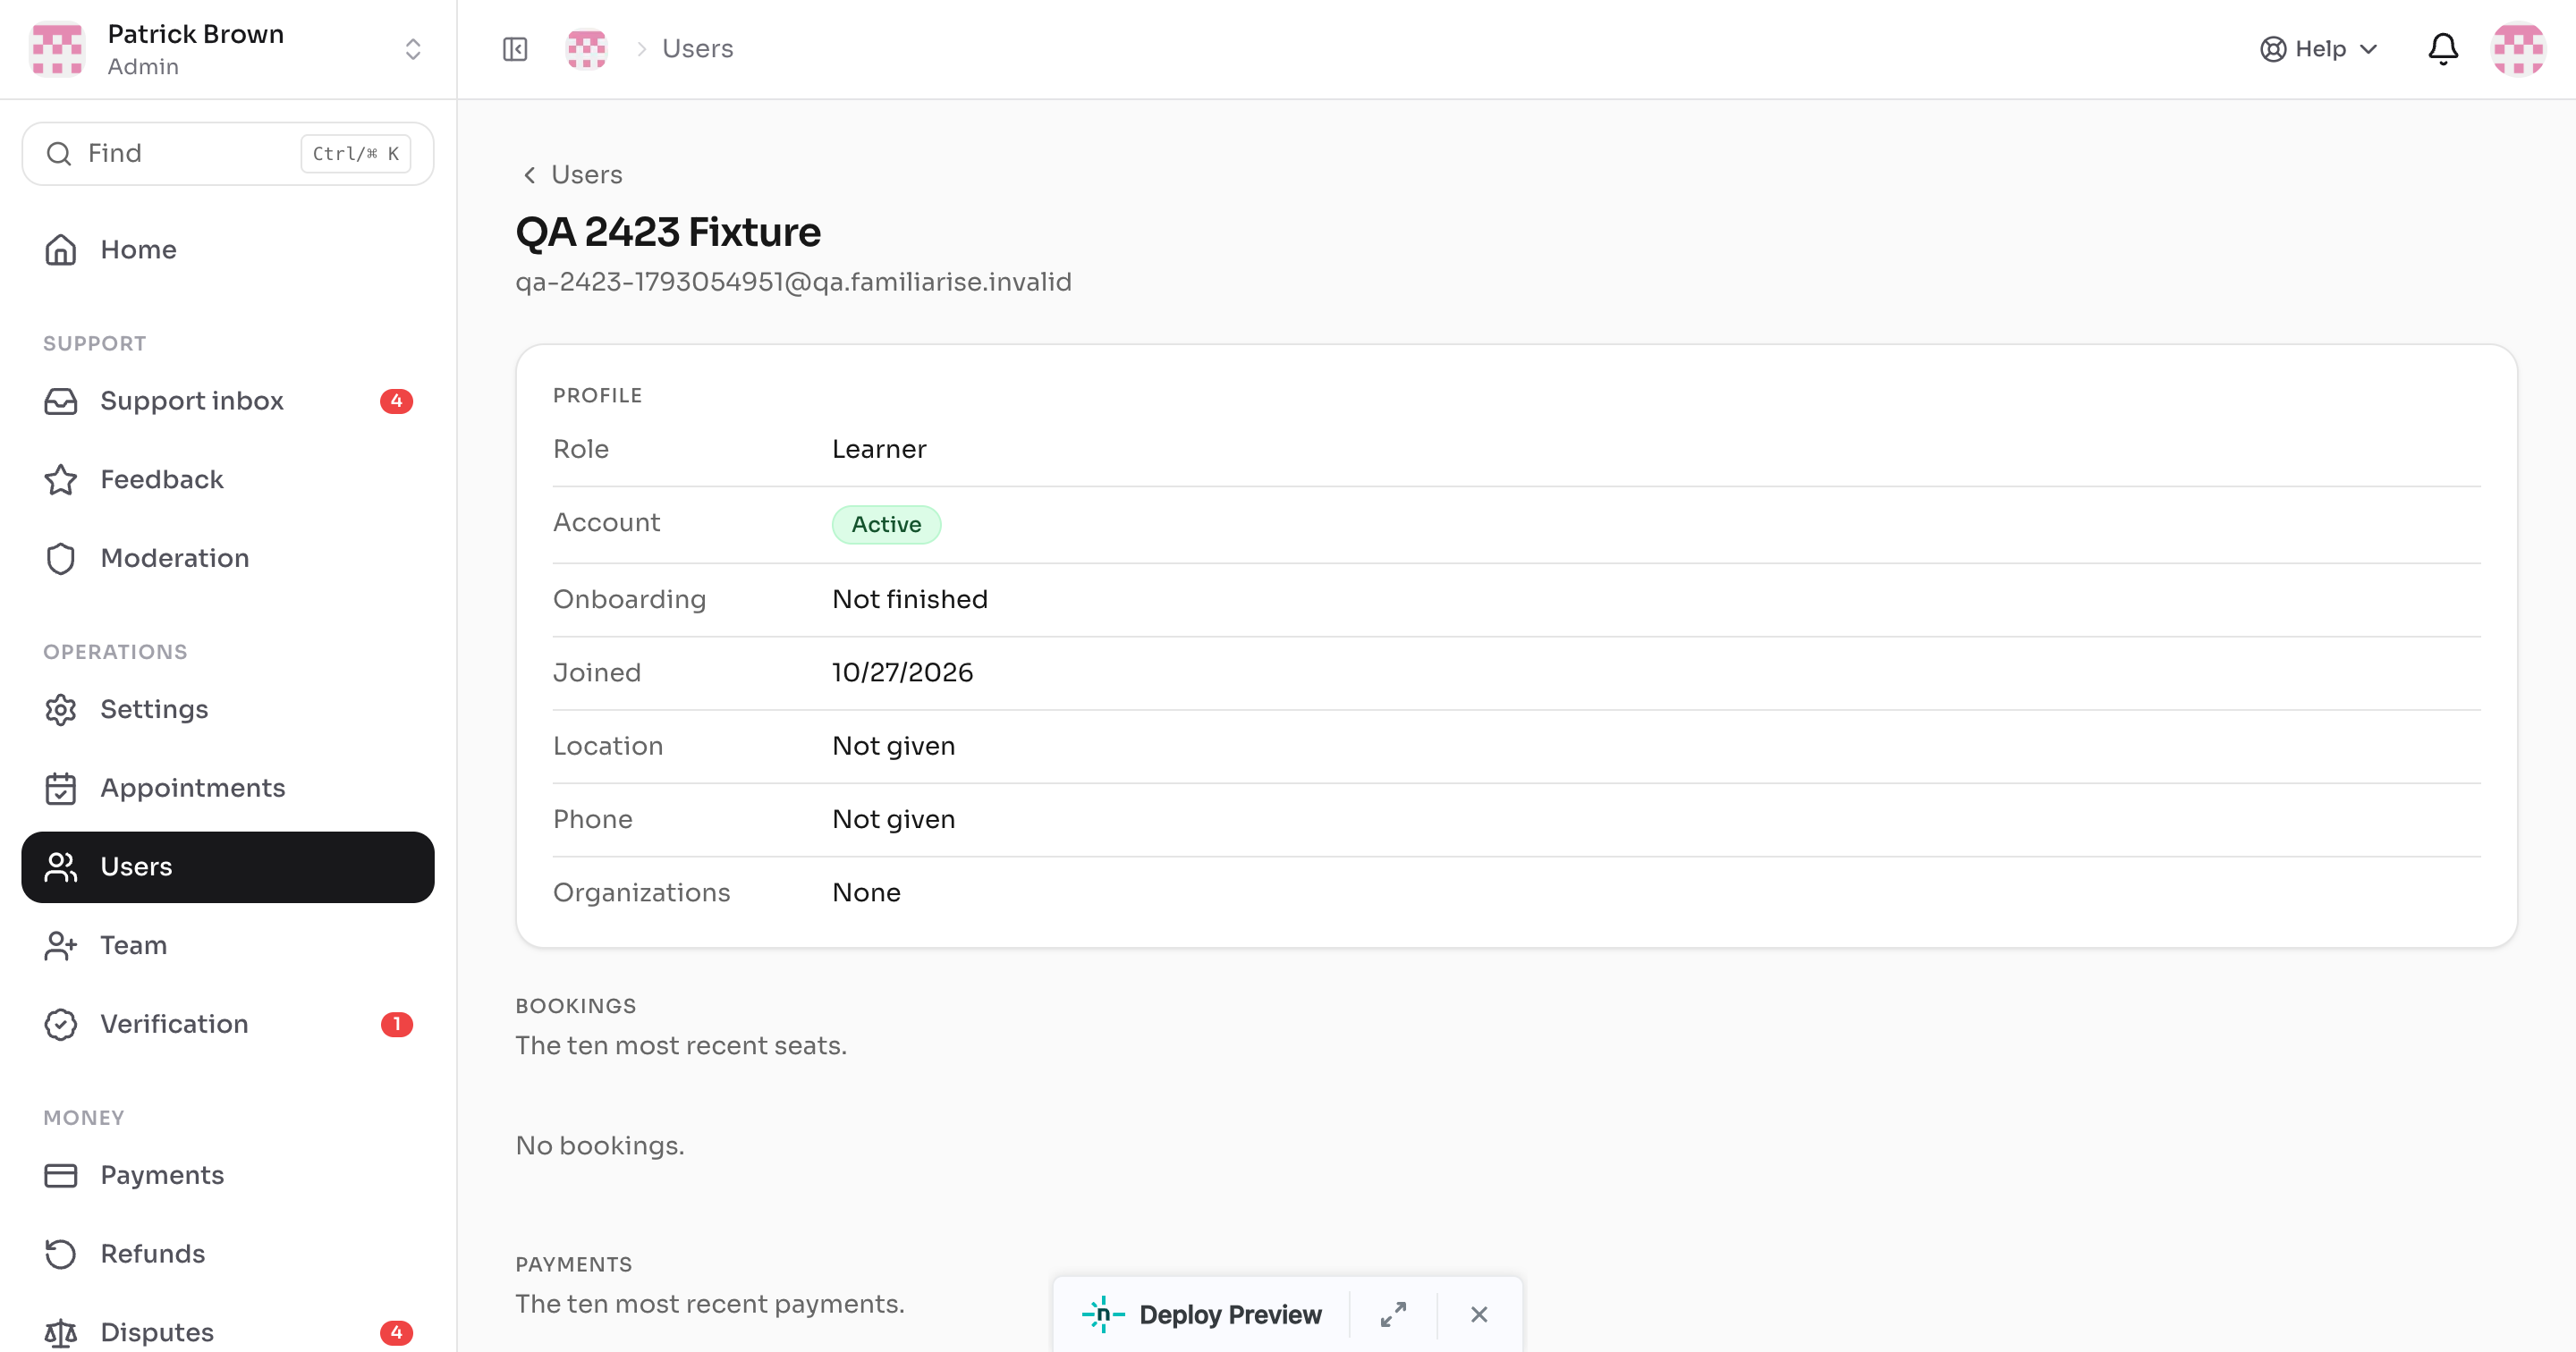 Patrick Brown
Admin
Users
Help
Find
Ctrl/⌘ K
Home
SUPPORT
Support inbox 4
Feedback
Moderation
OPERATIONS
Settings
Appointments
Users
Team
Verification 1
MONEY
Payments
Refunds
Disputes 4
Users
QA 2423 Fixture
qa-2423-1793054951@qa.familiarise.invalid
PROFILE
Role Learner
Account Active
Onboarding Not finished
Joined 10/27/2026
Location Not given
Phone Not given
Organizations None
BOOKINGS
The ten most recent seats.
No bookings.
PAYMENTS
The ten most recent payments.
n Deploy Preview